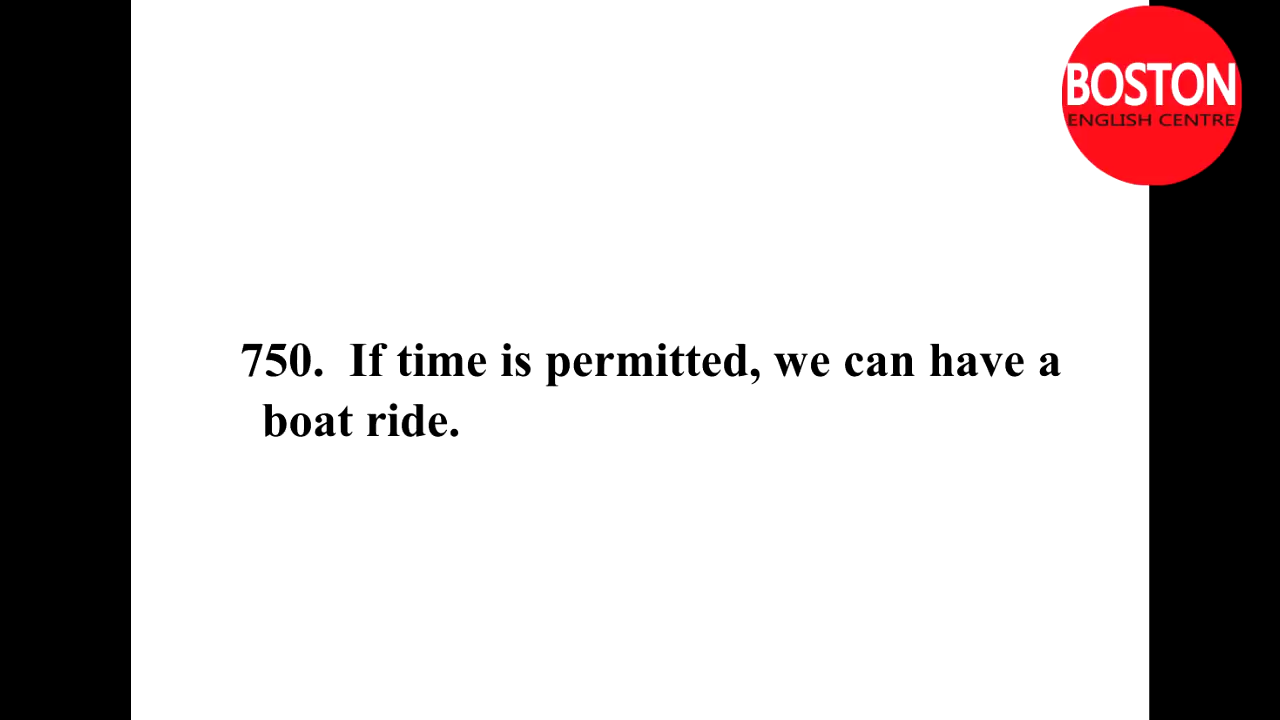 BOSTON
ENGLISH CENTRE
750. If time is permitted, we can have a
boat ride.